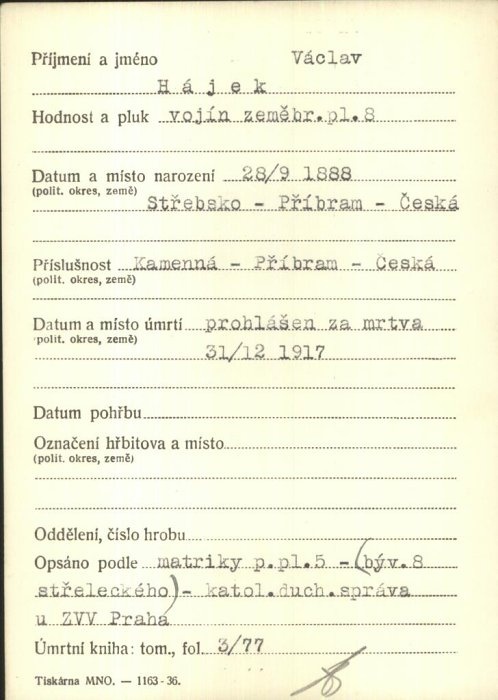 Příjmení a jméno Václav
Hájek
Hodnost a pluk vojín zeměbr.pl.8
Datum a místo narození 28/9 1888
(polit. okres, země)
Střebsko - Příbram - Česká
Příslušnost Kamenná - Příbram - Česká
(polit. okres, země)
Datum a místo úmrtí prohlášen za mrtva
(polit. okres, země)
31/12 1917
Datum pohřbu
Označení hřbitova a místo
(polit. okres, země)
Oddělení, číslo hrobu
Opsáno podle matriky p.pl.5 - (býv.8
střeleckého) - katol.duch.správa
u ZVV Praha
Úmrtní kniha: tom., fol. 3/77
Tiskárna MNO. — 1163-36.